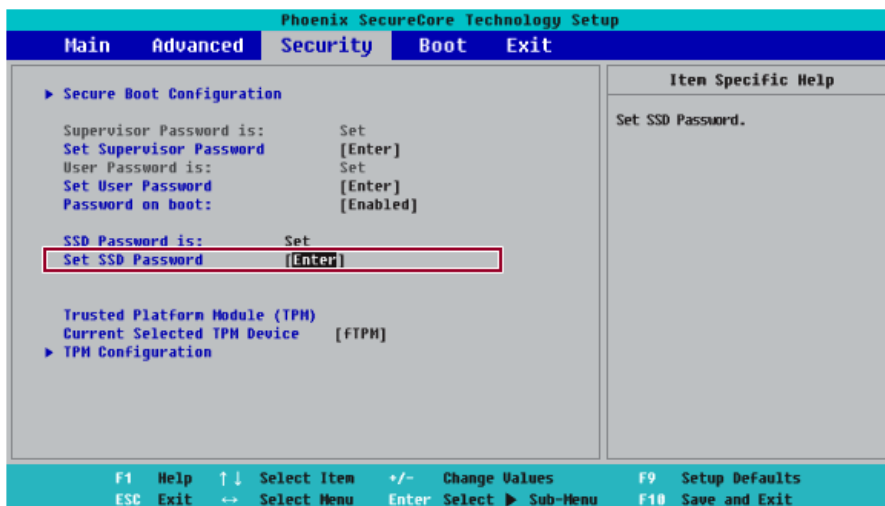 Phoenix SecureCore Technology Setup
Main Advanced Security Boot Exit
Item Specific Help
▶ Secure Boot Configuration
Set SSD Password.
Supervisor Password is: Set
Set Supervisor Password [Enter]
User Password is: Set
Set User Password [Enter]
Password on boot: [Enabled]
SSD Password is: Set
Set SSD Password [Enter]
Trusted Platform Module (TPM)
Current Selected TPM Device [fTPM]
▶ TPM Configuration
F1 Help ↑↓ Select Item +/- Change Values F9 Setup Defaults
ESC Exit ↔ Select Menu Enter Select ▶ Sub-Menu F10 Save and Exit